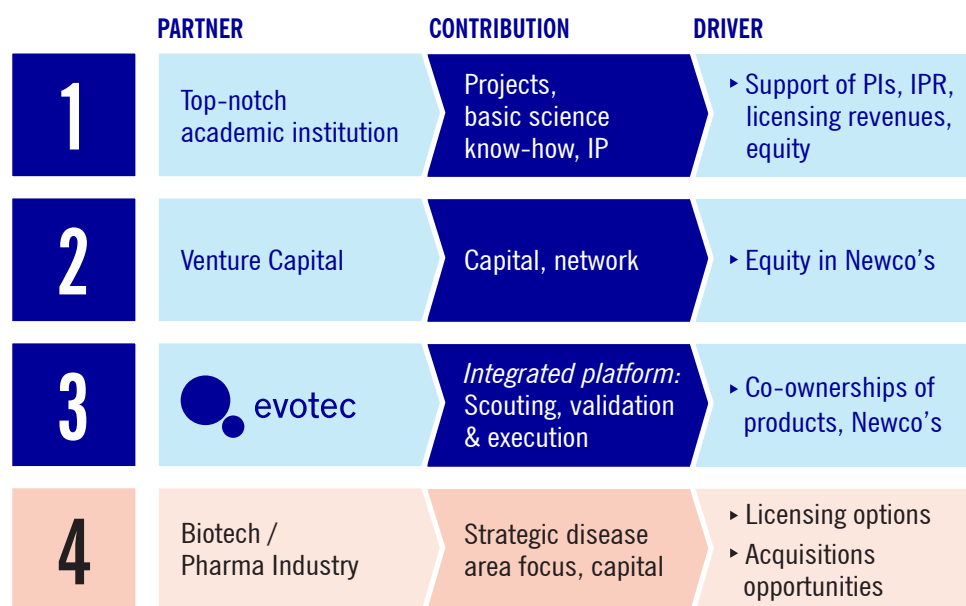 PARTNER CONTRIBUTION DRIVER
1
Top-notch
academic institution
Projects,
basic science
know-how, IP
‣ Support of PIs, IPR,
licensing revenues,
equity
2
Venture Capital
Capital, network
‣ Equity in Newco's
3
evotec
Integrated platform:
Scouting, validation
& execution
‣ Co-ownerships of
products, Newco's
4
Biotech /
Pharma Industry
Strategic disease
area focus, capital
‣ Licensing options
‣ Acquisitions
opportunities